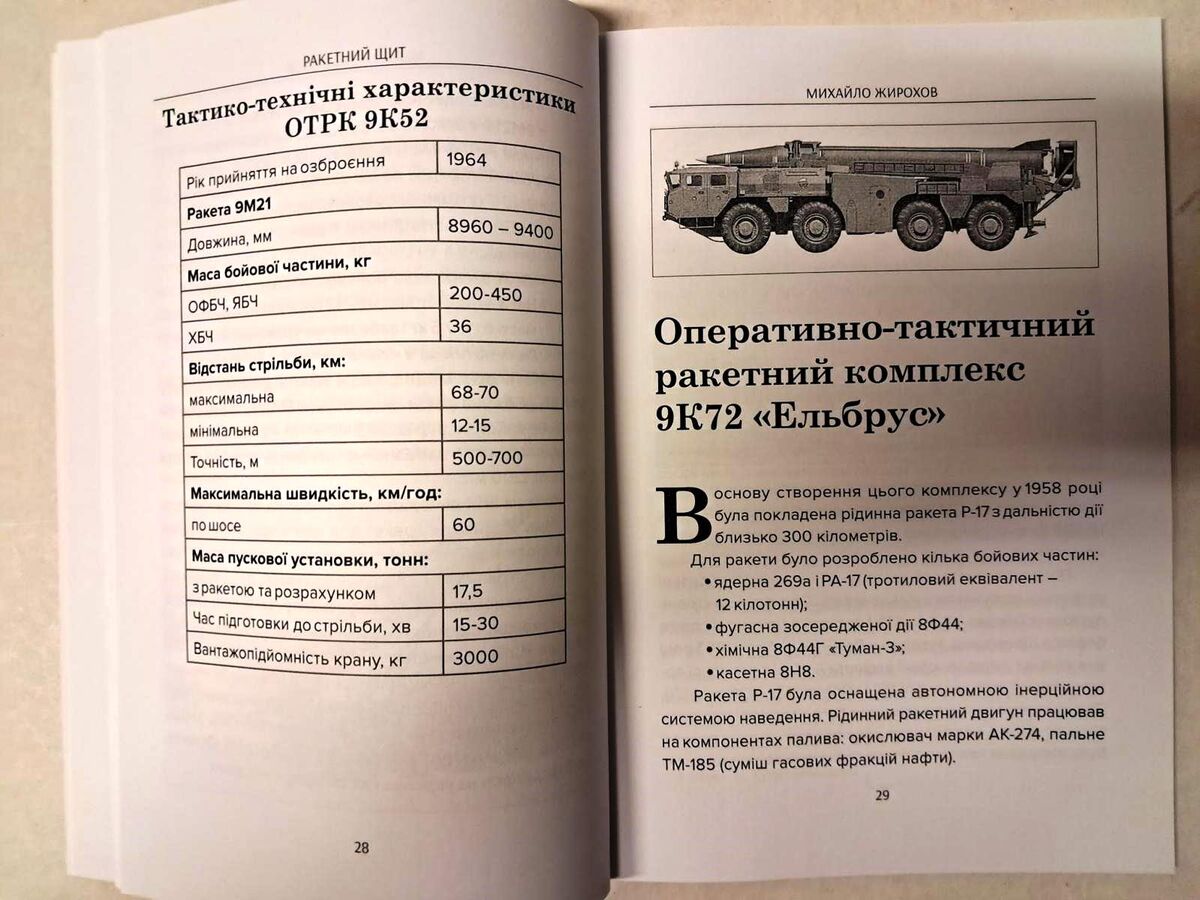 РАКЕТНИЙ ЩИТ
Тактико-технічні характеристики
ОТРК 9К52
Рік прийняття на озброєння 1964
Ракета 9М21
Довжина, мм 8960 – 9400
Маса бойової частини, кг
ОФБЧ, ЯБЧ 200-450
ХБЧ 36
Відстань стрільби, км:
максимальна 68-70
мінімальна 12-15
Точність, м 500-700
Максимальна швидкість, км/год:
по шосе 60
Маса пускової установки, тонн:
з ракетою та розрахунком 17,5
Час підготовки до стрільби, хв 15-30
Вантажопідйомність крану, кг 3000
28
МИХАЙЛО ЖИРОХОВ
Оперативно-тактичний
ракетний комплекс
9К72 «Ельбрус»
В основу створення цього комплексу у 1958 році
була покладена рідинна ракета Р-17 з дальністю дії
близько 300 кілометрів.
Для ракети було розроблено кілька бойових частин:
• ядерна 269а і РА-17 (тротиловий еквівалент –
12 кілотонн);
• фугасна зосередженої дії 8Ф44;
• хімічна 8Ф44Г «Туман-3»;
• касетна 8Н8.
Ракета Р-17 була оснащена автономною інерційною
системою наведення. Рідинний ракетний двигун працював
на компонентах палива: окислювач марки АК-274, пальне
ТМ-185 (суміш гасових фракцій нафти).
29